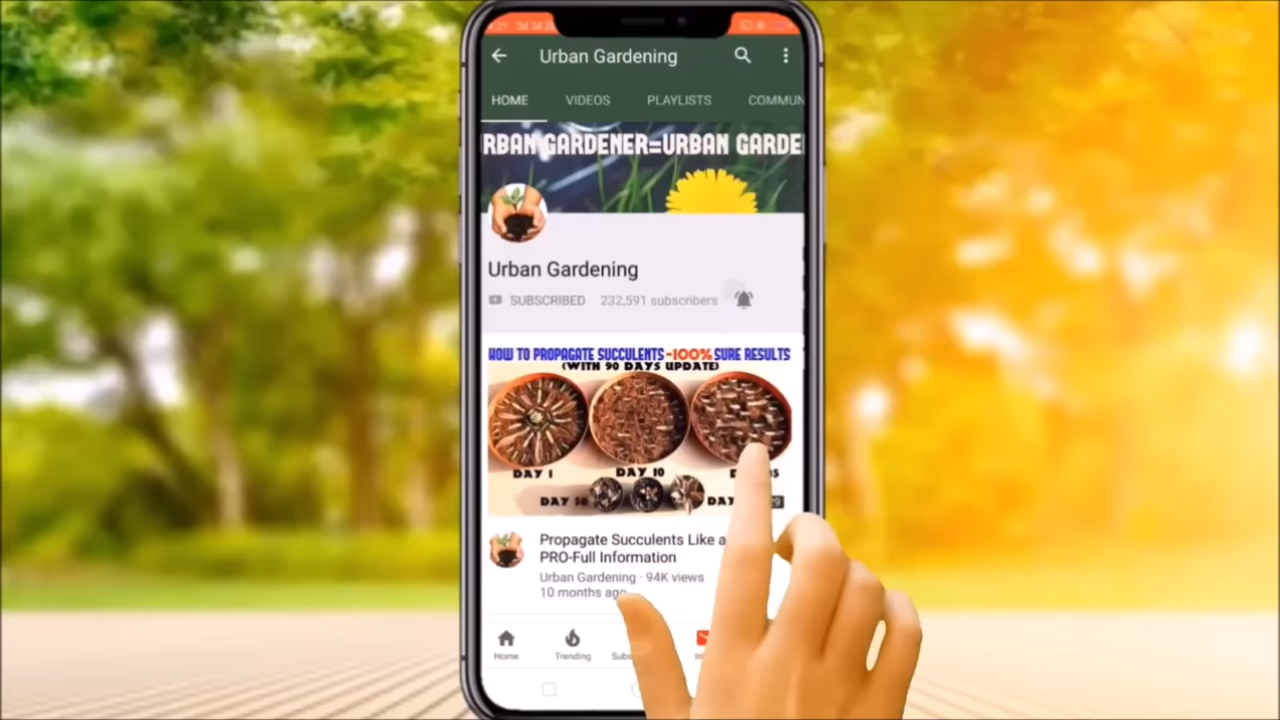 Urban Gardening
HOME VIDEOS PLAYLISTS COMMUN
RBAN GARDENER=URBAN GARDE
Urban Gardening
SUBSCRIBED 232,591 subscribers
HOW TO PROPAGATE SUCCULENTS -100% SURE RESULTS
(WITH 90 DAYS UPDATE)
DAY 1 DAY 10
DAY 50 DAY
Propagate Succulents Like a
PRO-Full Information
Urban Gardening · 94K views
10 months ago
Home Trending